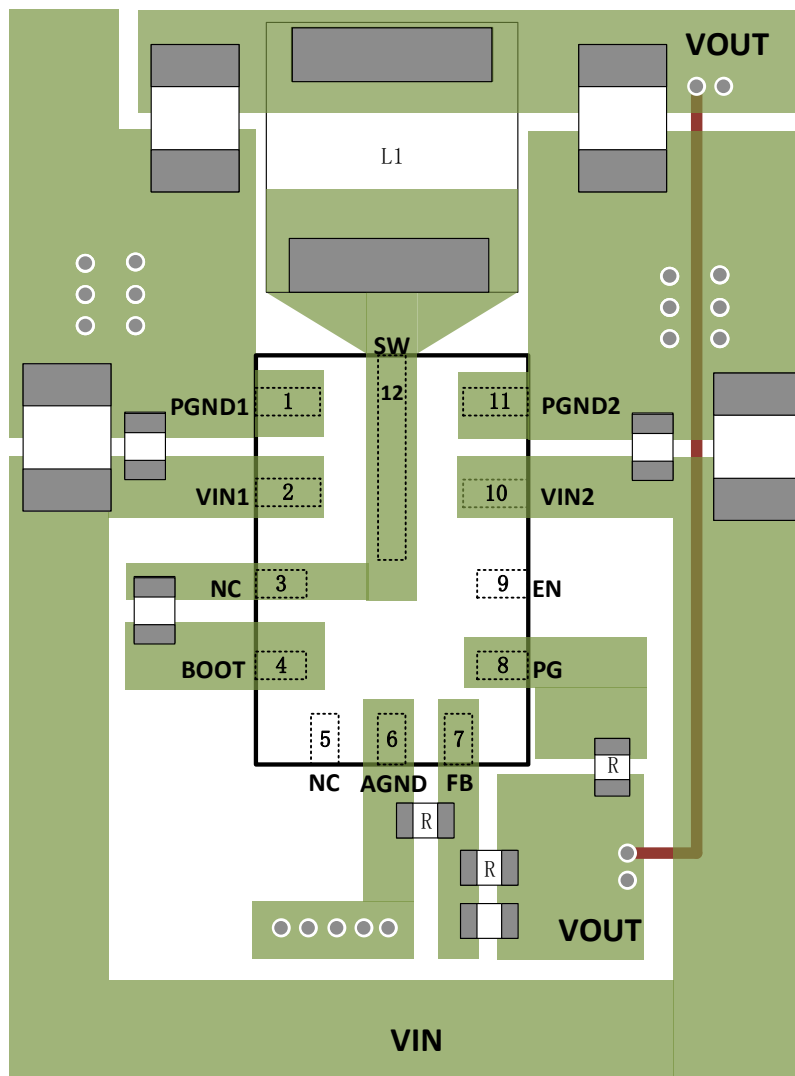 VOUT
L1
SW
PGND1 1 12 11 PGND2
VIN1 2 10 VIN2
NC 3 9 EN
BOOT 4 8 PG
5 6 7
NC AGND FB
R
R
R
VOUT
VIN